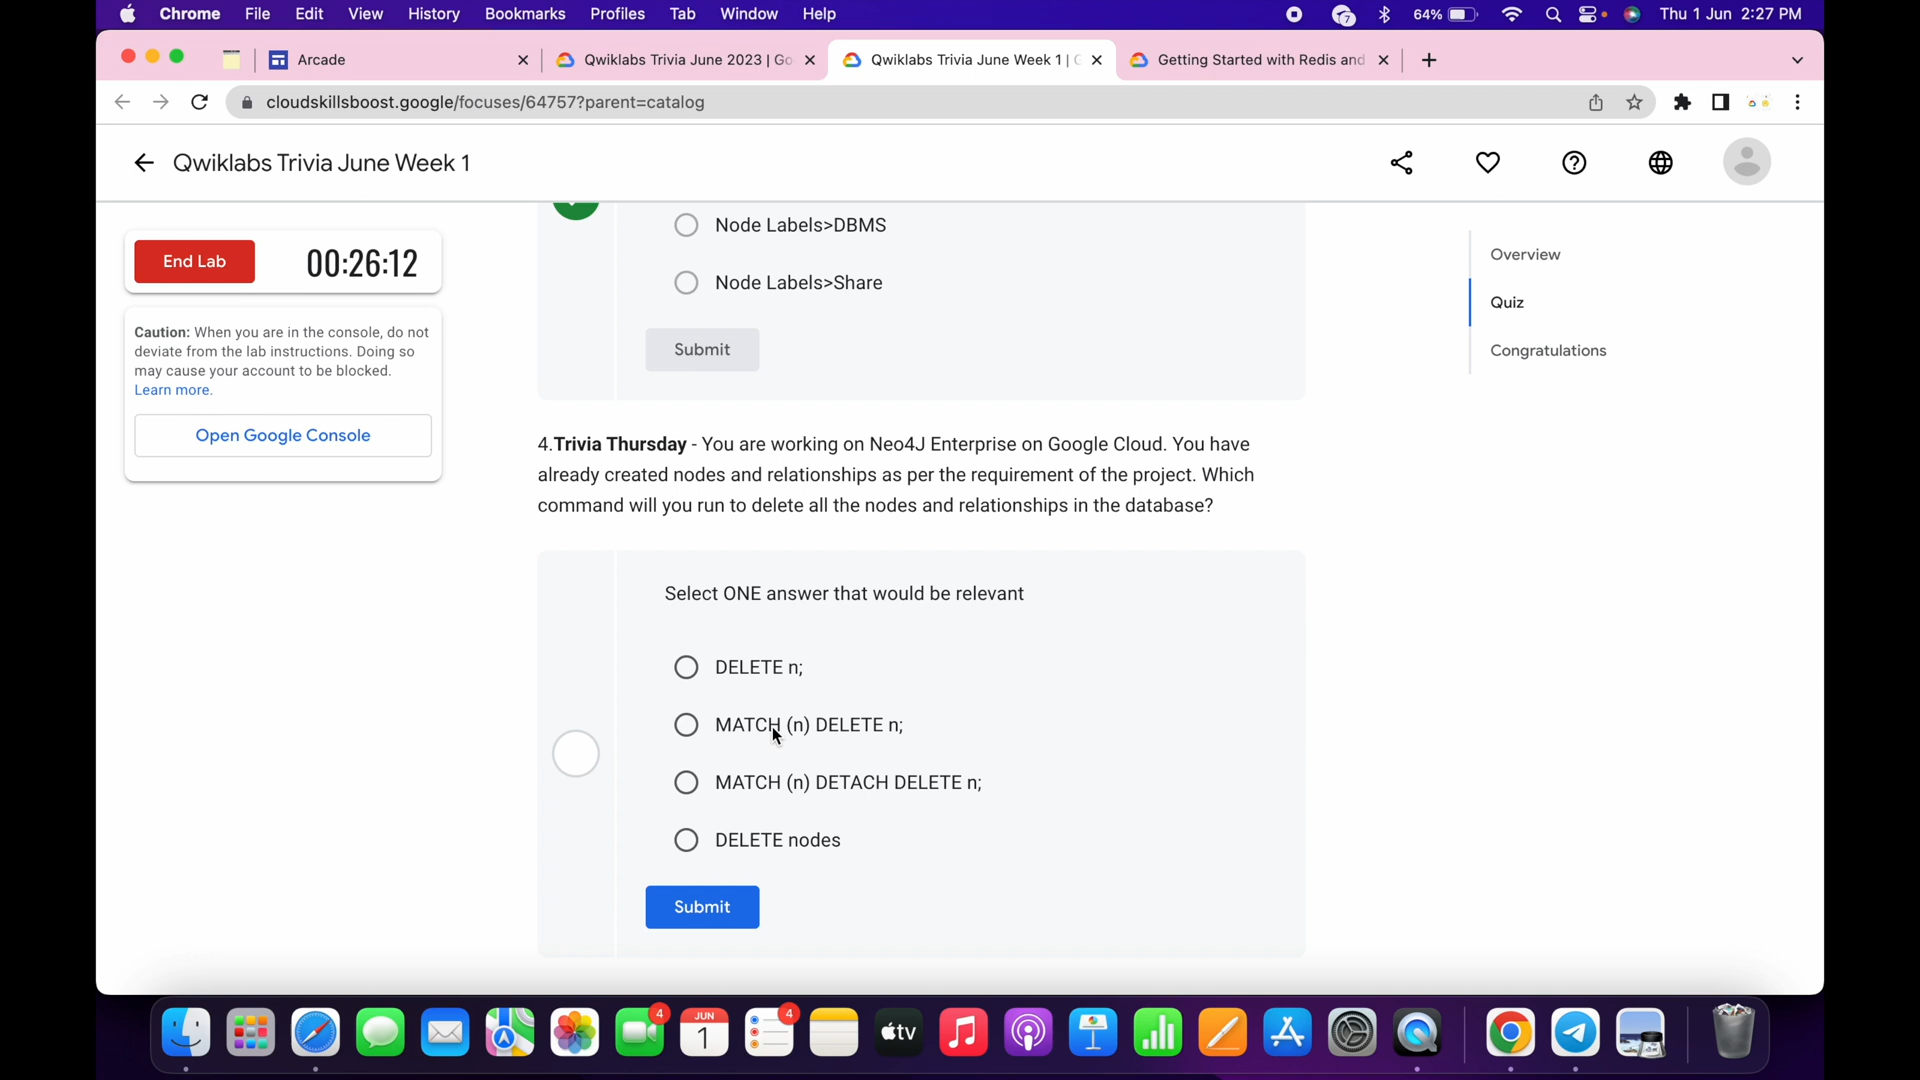 Chrome File Edit View History Bookmarks Profiles Tab Window Help
7
64%
Thu 1 Jun 2:27 PM
Arcade
Qwiklabs Trivia June 2023 | Go
Qwiklabs Trivia June Week 1 | G
Getting Started with Redis and
cloudskillsboost.google/focuses/64757?parent=catalog
Qwiklabs Trivia June Week 1
End Lab
00:26:12
Caution: When you are in the console, do not
deviate from the lab instructions. Doing so
may cause your account to be blocked.
Learn more.
Open Google Console
Node Labels>DBMS
Node Labels>Share
Submit
4.Trivia Thursday - You are working on Neo4J Enterprise on Google Cloud. You have
already created nodes and relationships as per the requirement of the project. Which
command will you run to delete all the nodes and relationships in the database?
Select ONE answer that would be relevant
DELETE n;
MATCH (n) DELETE n;
MATCH (n) DETACH DELETE n;
DELETE nodes
Submit
Overview
Quiz
Congratulations
4
JUN
1
4
tv